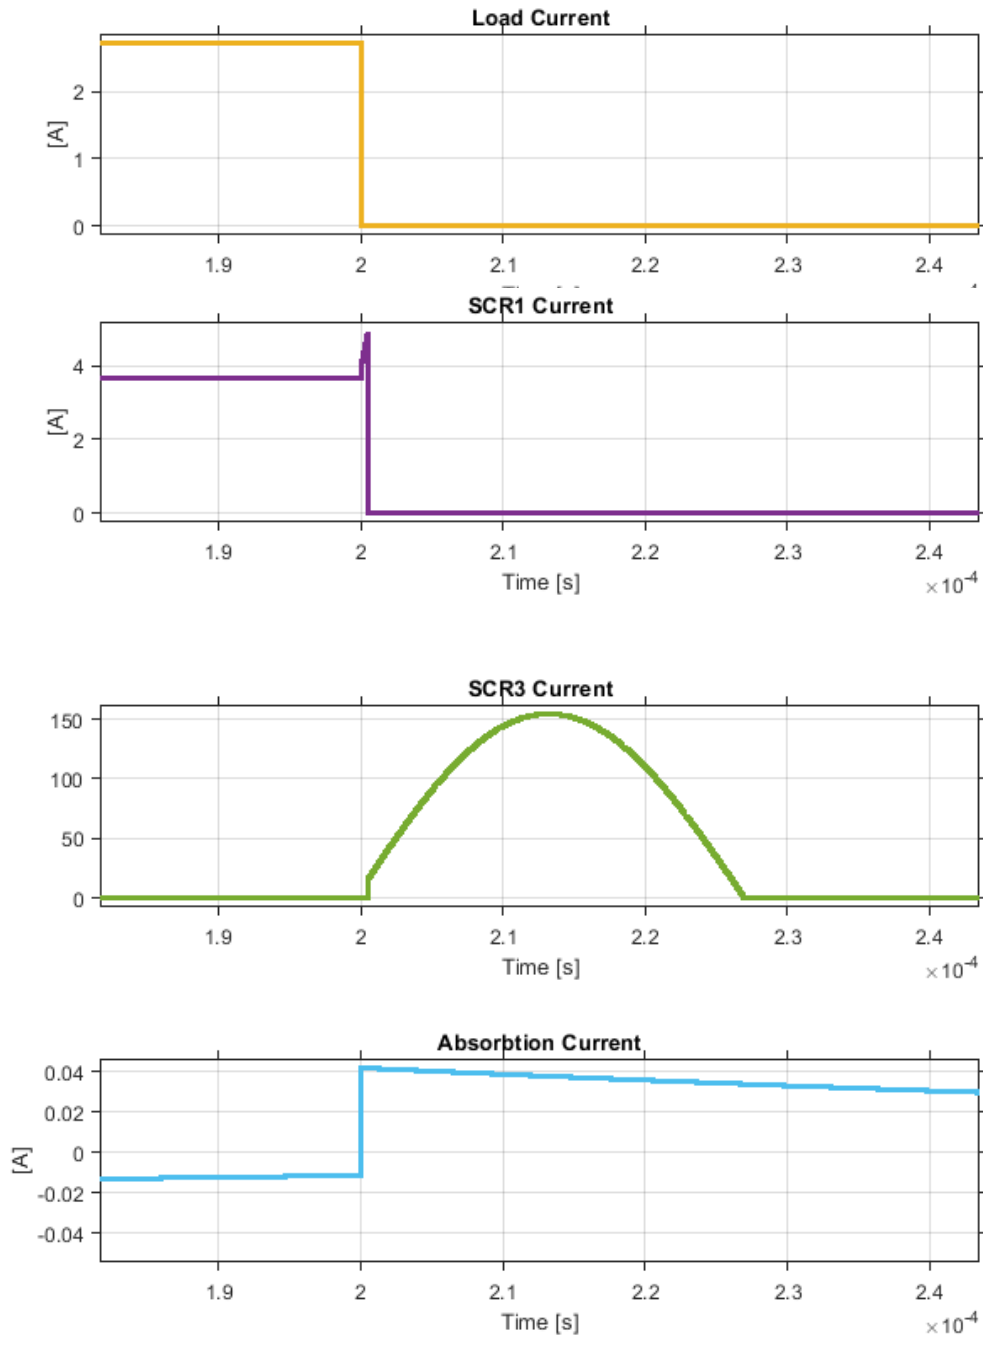 Load Current
2
[A]
1
0
1.9 2 2.1 2.2 2.3 2.4
SCR1 Current
4
[A]
2
0
1.9 2 2.1 2.2 2.3 2.4
Time [s]
×10-4
SCR3 Current
150
100
50
0
1.9 2 2.1 2.2 2.3 2.4
Time [s]
×10-4
Absorbtion Current
0.04
0.02
0
[A]
-0.02
-0.04
1.9 2 2.1 2.2 2.3 2.4
Time [s]
×10-4